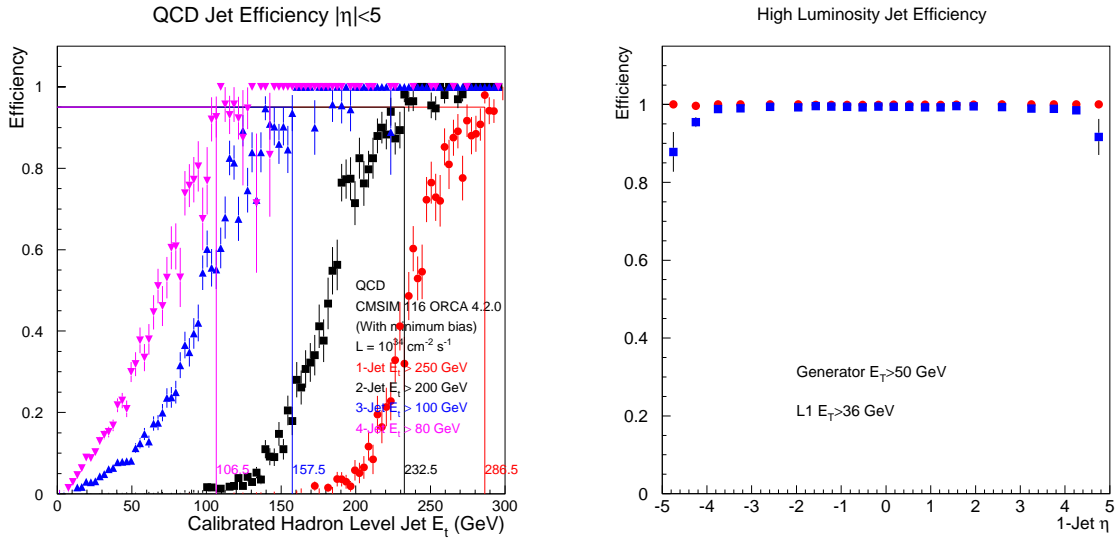 QCD Jet Efficiency |η|<5
Efficiency
1
0.8
0.6
0.4
0.2
0
0 50 100 150 200 250 300
Calibrated Hadron Level Jet E_t (GeV)
QCD
CMSIM 116 ORCA 4.2.0
(With minimum bias)
L = 10^34 cm^-2 s^-1
1-Jet E_t > 250 GeV
2-Jet E_t > 200 GeV
3-Jet E_t > 100 GeV
4-Jet E_t > 80 GeV
106.5 157.5 232.5 286.5
High Luminosity Jet Efficiency
Efficiency
1
0.8
0.6
0.4
0.2
0
Generator E_T>50 GeV
L1 E_T>36 GeV
-5 -4 -3 -2 -1 0 1 2 3 4 5
1-Jet η